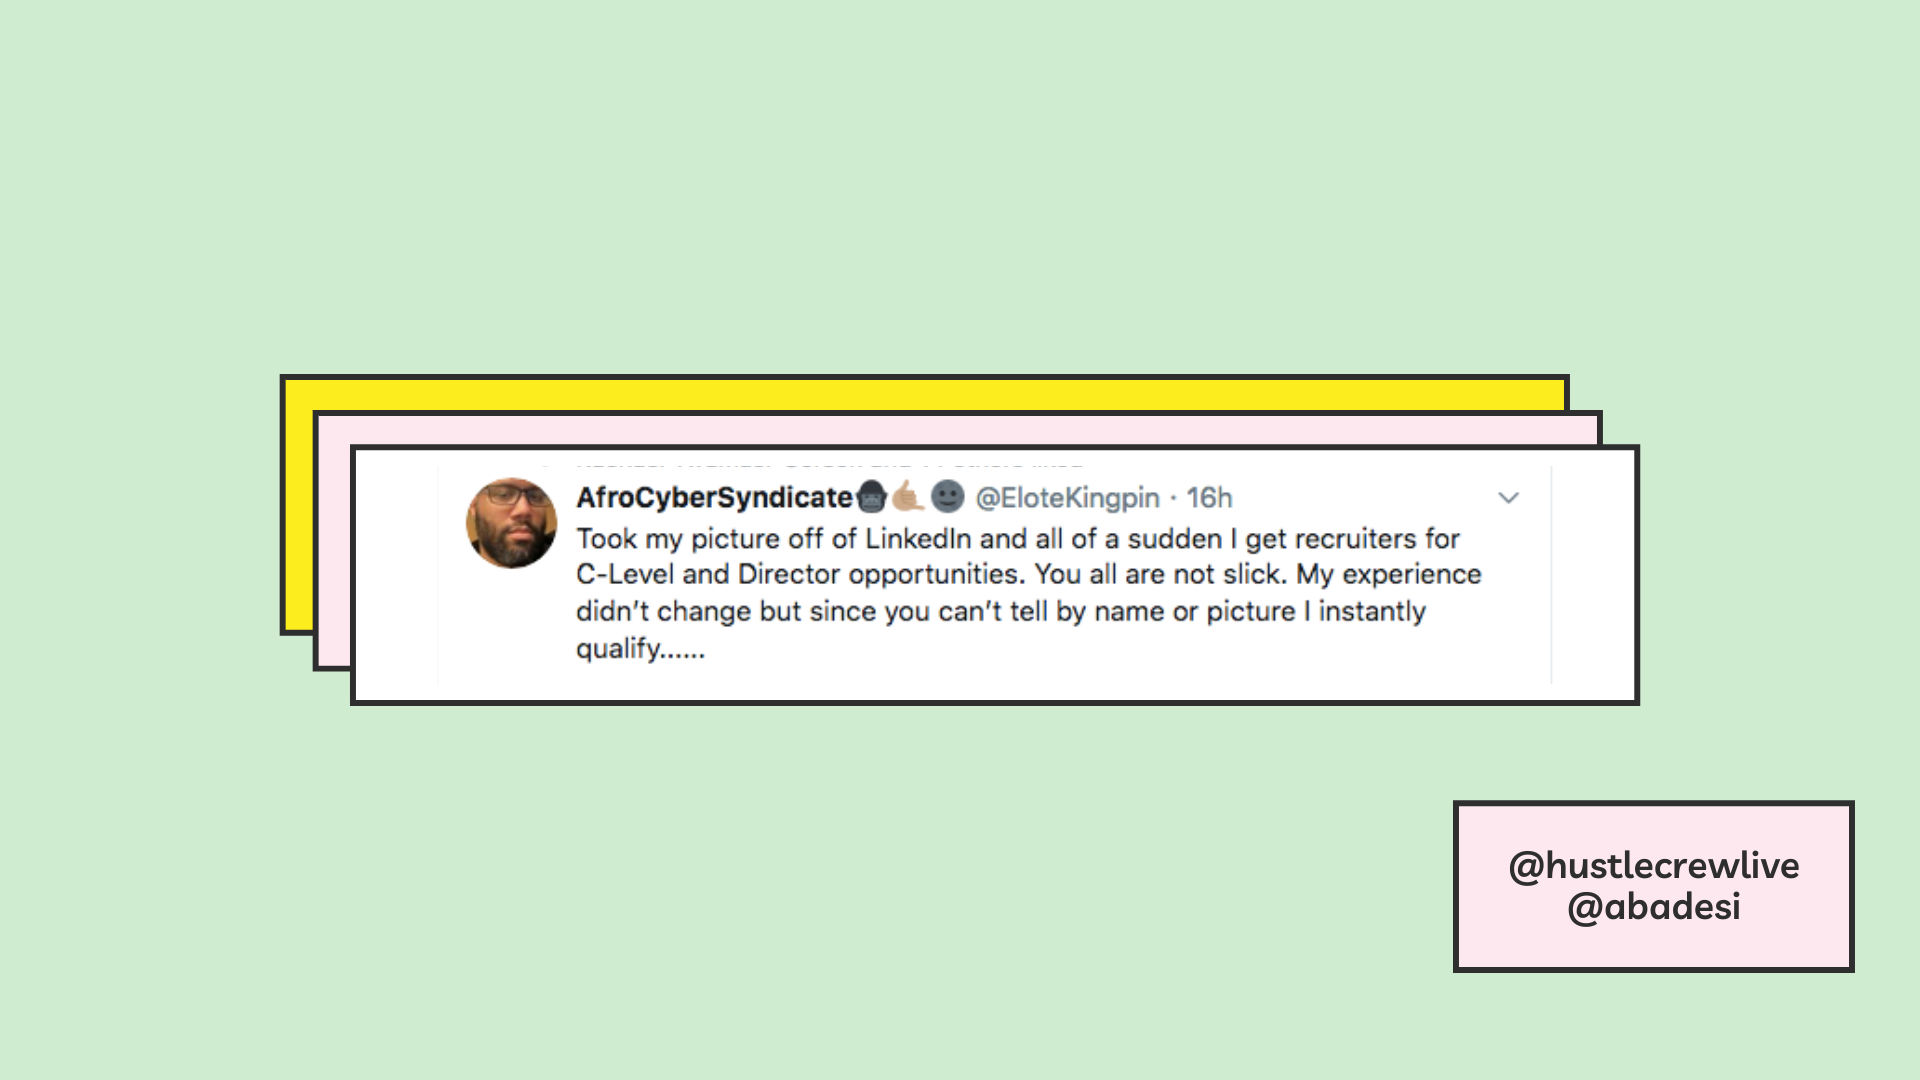 AfroCyberSyndicate @EloteKingpin · 16h
Took my picture off of LinkedIn and all of a sudden I get recruiters for
C-Level and Director opportunities. You all are not slick. My experience
didn’t change but since you can’t tell by name or picture I instantly
qualify......
@hustlecrewlive
@abadesi